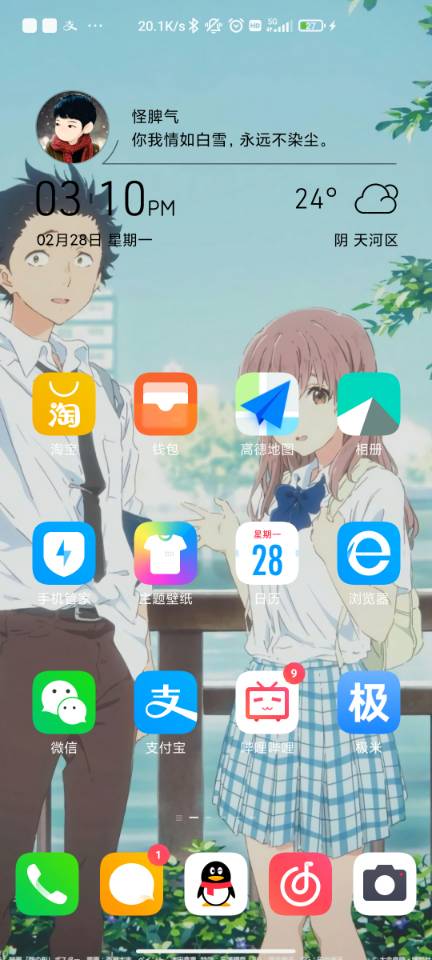 20.1K/s HD 5G 27
怪脾气
你我情如白雪，永远不染尘。
03:10PM 24°
02月28日 星期一 阴 天河区
淘
淘宝 钱包 高德地图 相册
星期一
28
手机管家 主题壁纸 日历 浏览器
支 9 极
微信 支付宝 哔哩哔哩 极米
1